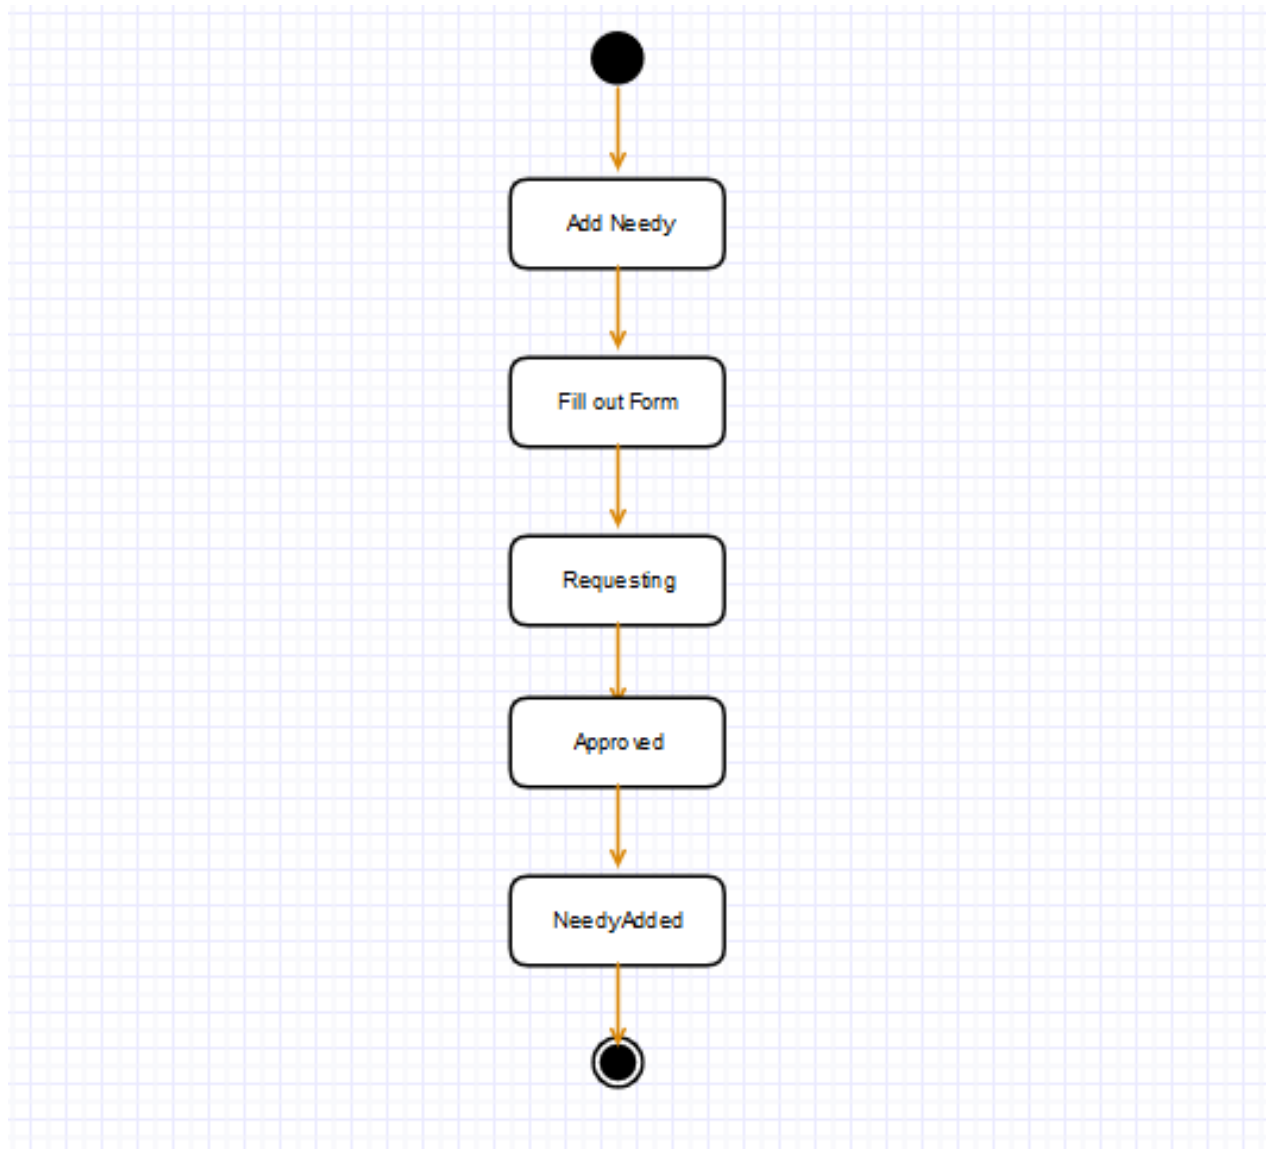 Add Needy
Fill out Form
Requesting
Approved
NeedyAdded